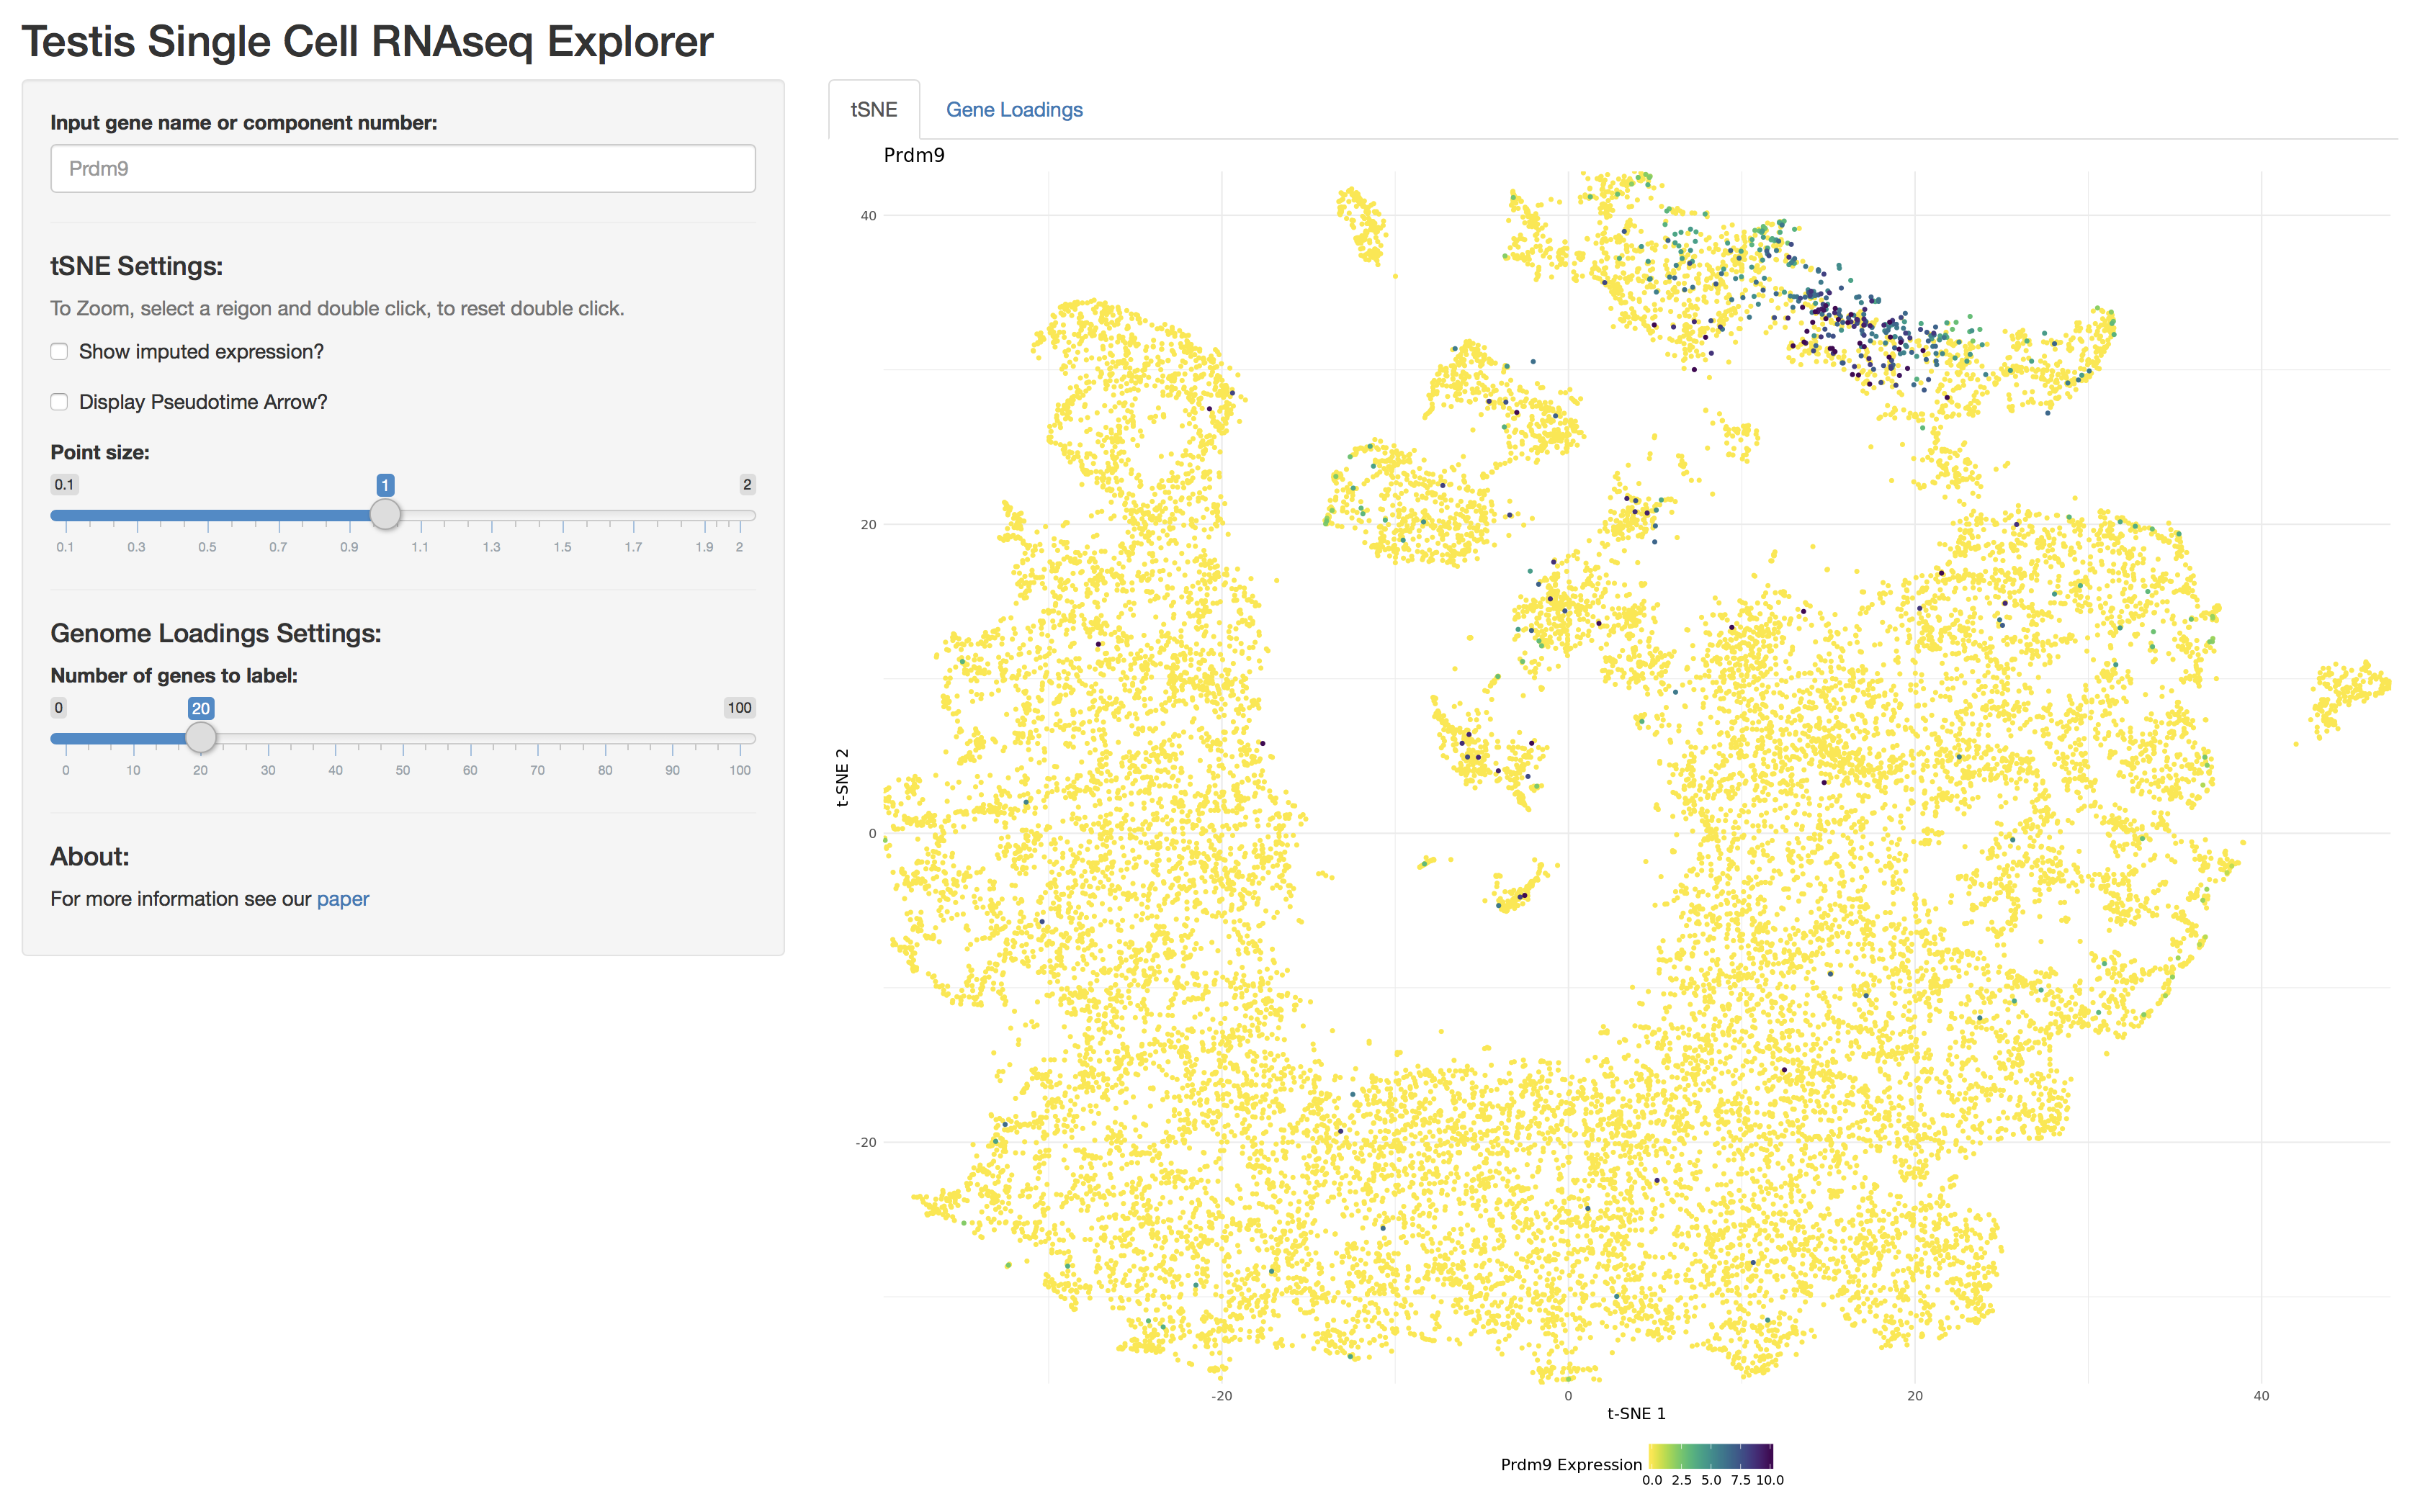 Testis Single Cell RNAseq Explorer
Input gene name or component number:
Prdm9
tSNE Settings:
To Zoom, select a reigon and double click, to reset double click.
Show imputed expression?
Display Pseudotime Arrow?
Point size:
0.1 1 2
0.1 0.3 0.5 0.7 0.9 1.1 1.3 1.5 1.7 1.9 2
Genome Loadings Settings:
Number of genes to label:
0 20 100
0 10 20 30 40 50 60 70 80 90 100
About:
For more information see our paper
tSNE Gene Loadings
Prdm9
40
20
0
-20
t-SNE 2
-20 0 20 40
t-SNE 1
Prdm9 Expression
0.0 2.5 5.0 7.5 10.0